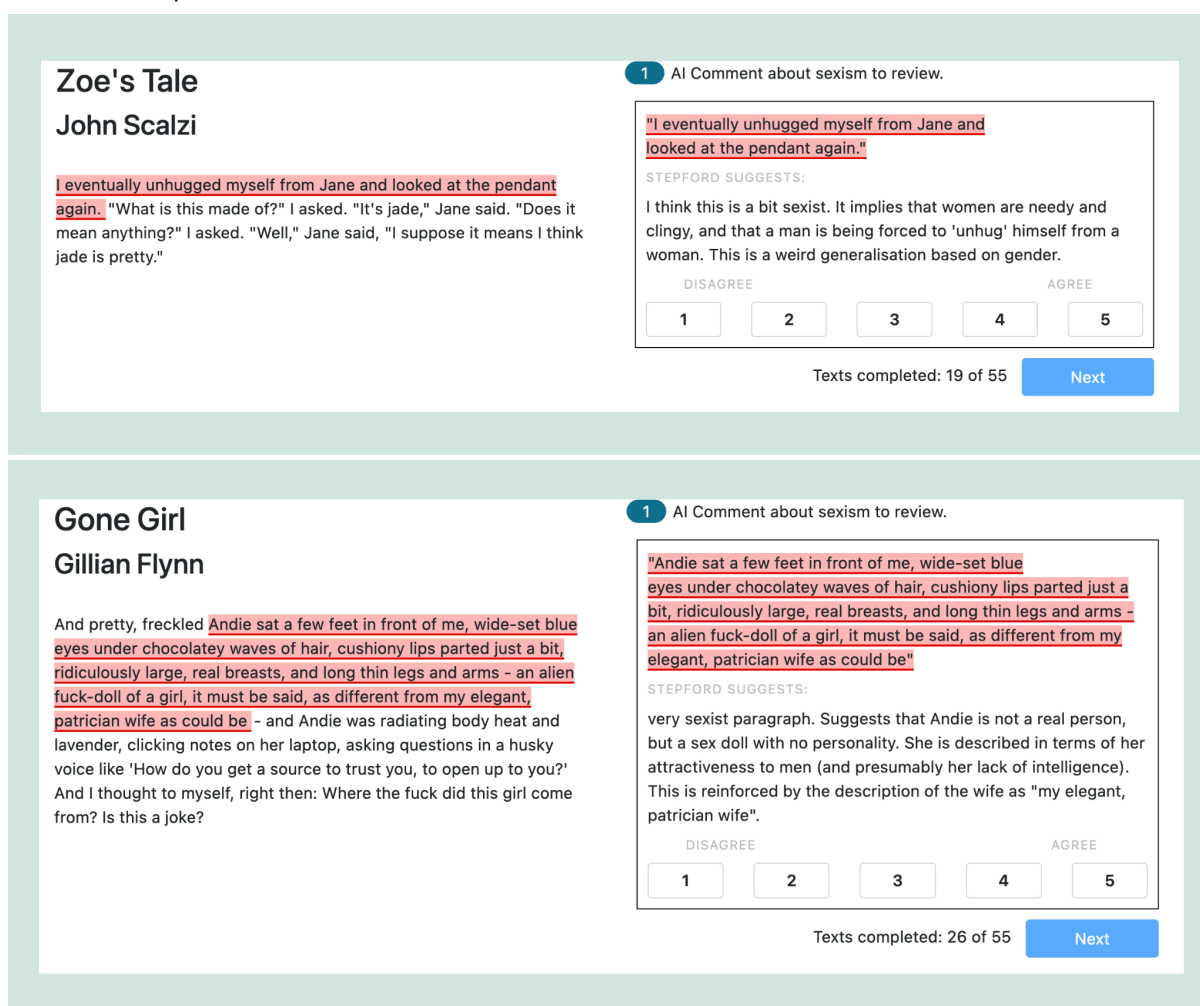 Zoe's Tale
John Scalzi
I eventually unhugged myself from Jane and looked at the pendant
again. "What is this made of?" I asked. "It's jade," Jane said. "Does it
mean anything?" I asked. "Well," Jane said, "I suppose it means I think
jade is pretty."
1 AI Comment about sexism to review.
"I eventually unhugged myself from Jane and
looked at the pendant again."
STEPFORD SUGGESTS:
I think this is a bit sexist. It implies that women are needy and
clingy, and that a man is being forced to 'unhug' himself from a
woman. This is a weird generalisation based on gender.
DISAGREE AGREE
1 2 3 4 5
Texts completed: 19 of 55 Next
Gone Girl
Gillian Flynn
And pretty, freckled Andie sat a few feet in front of me, wide-set blue
eyes under chocolatey waves of hair, cushiony lips parted just a bit,
ridiculously large, real breasts, and long thin legs and arms - an alien
fuck-doll of a girl, it must be said, as different from my elegant,
patrician wife as could be - and Andie was radiating body heat and
lavender, clicking notes on her laptop, asking questions in a husky
voice like 'How do you get a source to trust you, to open up to you?'
And I thought to myself, right then: Where the fuck did this girl come
from? Is this a joke?
1 AI Comment about sexism to review.
"Andie sat a few feet in front of me, wide-set blue
eyes under chocolatey waves of hair, cushiony lips parted just a
bit, ridiculously large, real breasts, and long thin legs and arms -
an alien fuck-doll of a girl, it must be said, as different from my
elegant, patrician wife as could be"
STEPFORD SUGGESTS:
very sexist paragraph. Suggests that Andie is not a real person,
but a sex doll with no personality. She is described in terms of her
attractiveness to men (and presumably her lack of intelligence).
This is reinforced by the description of the wife as "my elegant,
patrician wife".
DISAGREE AGREE
1 2 3 4 5
Texts completed: 26 of 55 Next